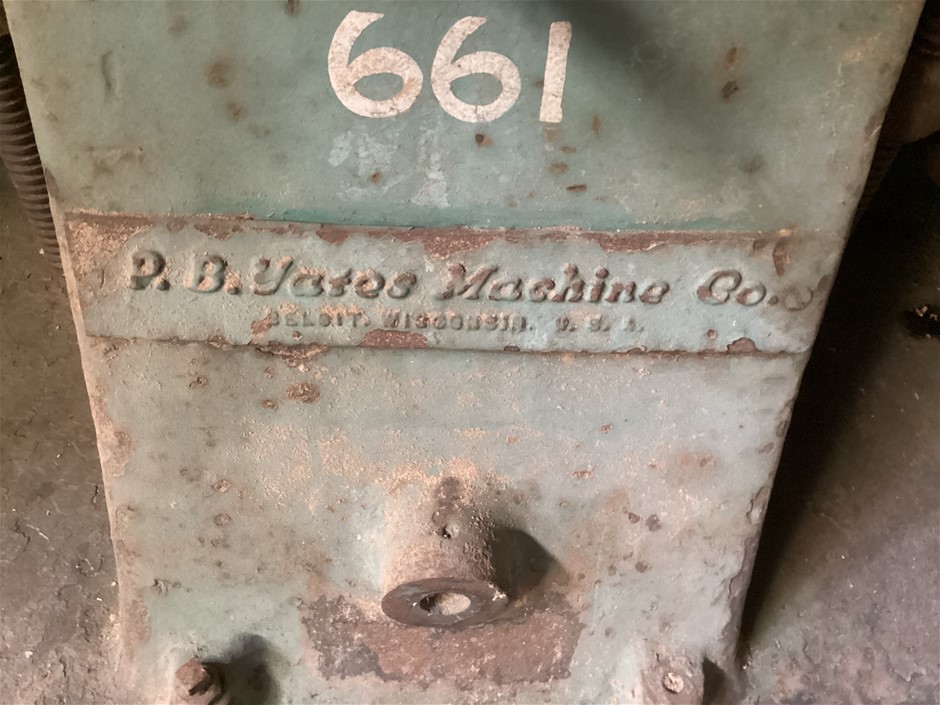 661
P. B. Yates Machine Co.
BELOIT, WISCONSIN. U. S. A.